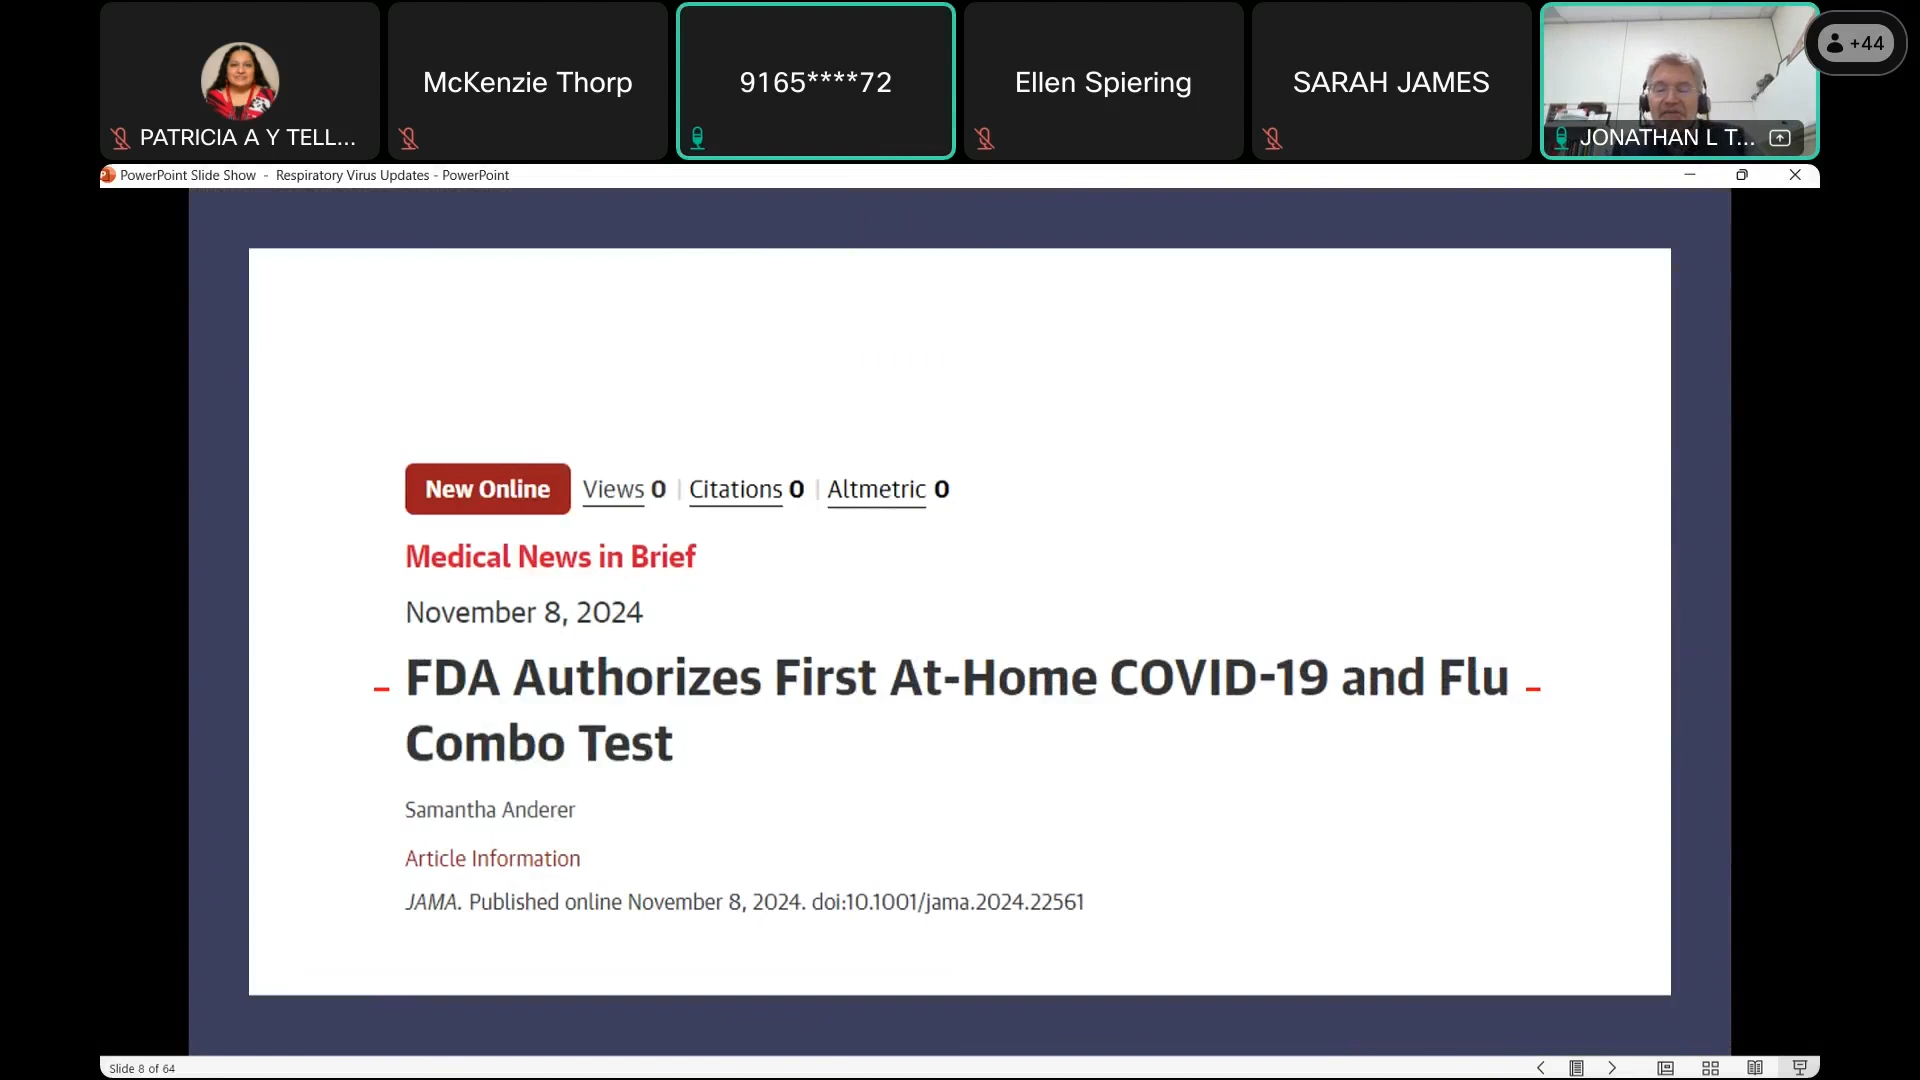 PATRICIA A Y TELL...
McKenzie Thorp
9165****72
Ellen Spiering
SARAH JAMES
JONATHAN L T...
+44
PowerPoint Slide Show - Respiratory Virus Updates - PowerPoint
New Online Views 0 | Citations 0 | Altmetric 0
Medical News in Brief
November 8, 2024
FDA Authorizes First At-Home COVID-19 and Flu
Combo Test
Samantha Anderer
Article Information
JAMA. Published online November 8, 2024. doi:10.1001/jama.2024.22561
Slide 8 of 64